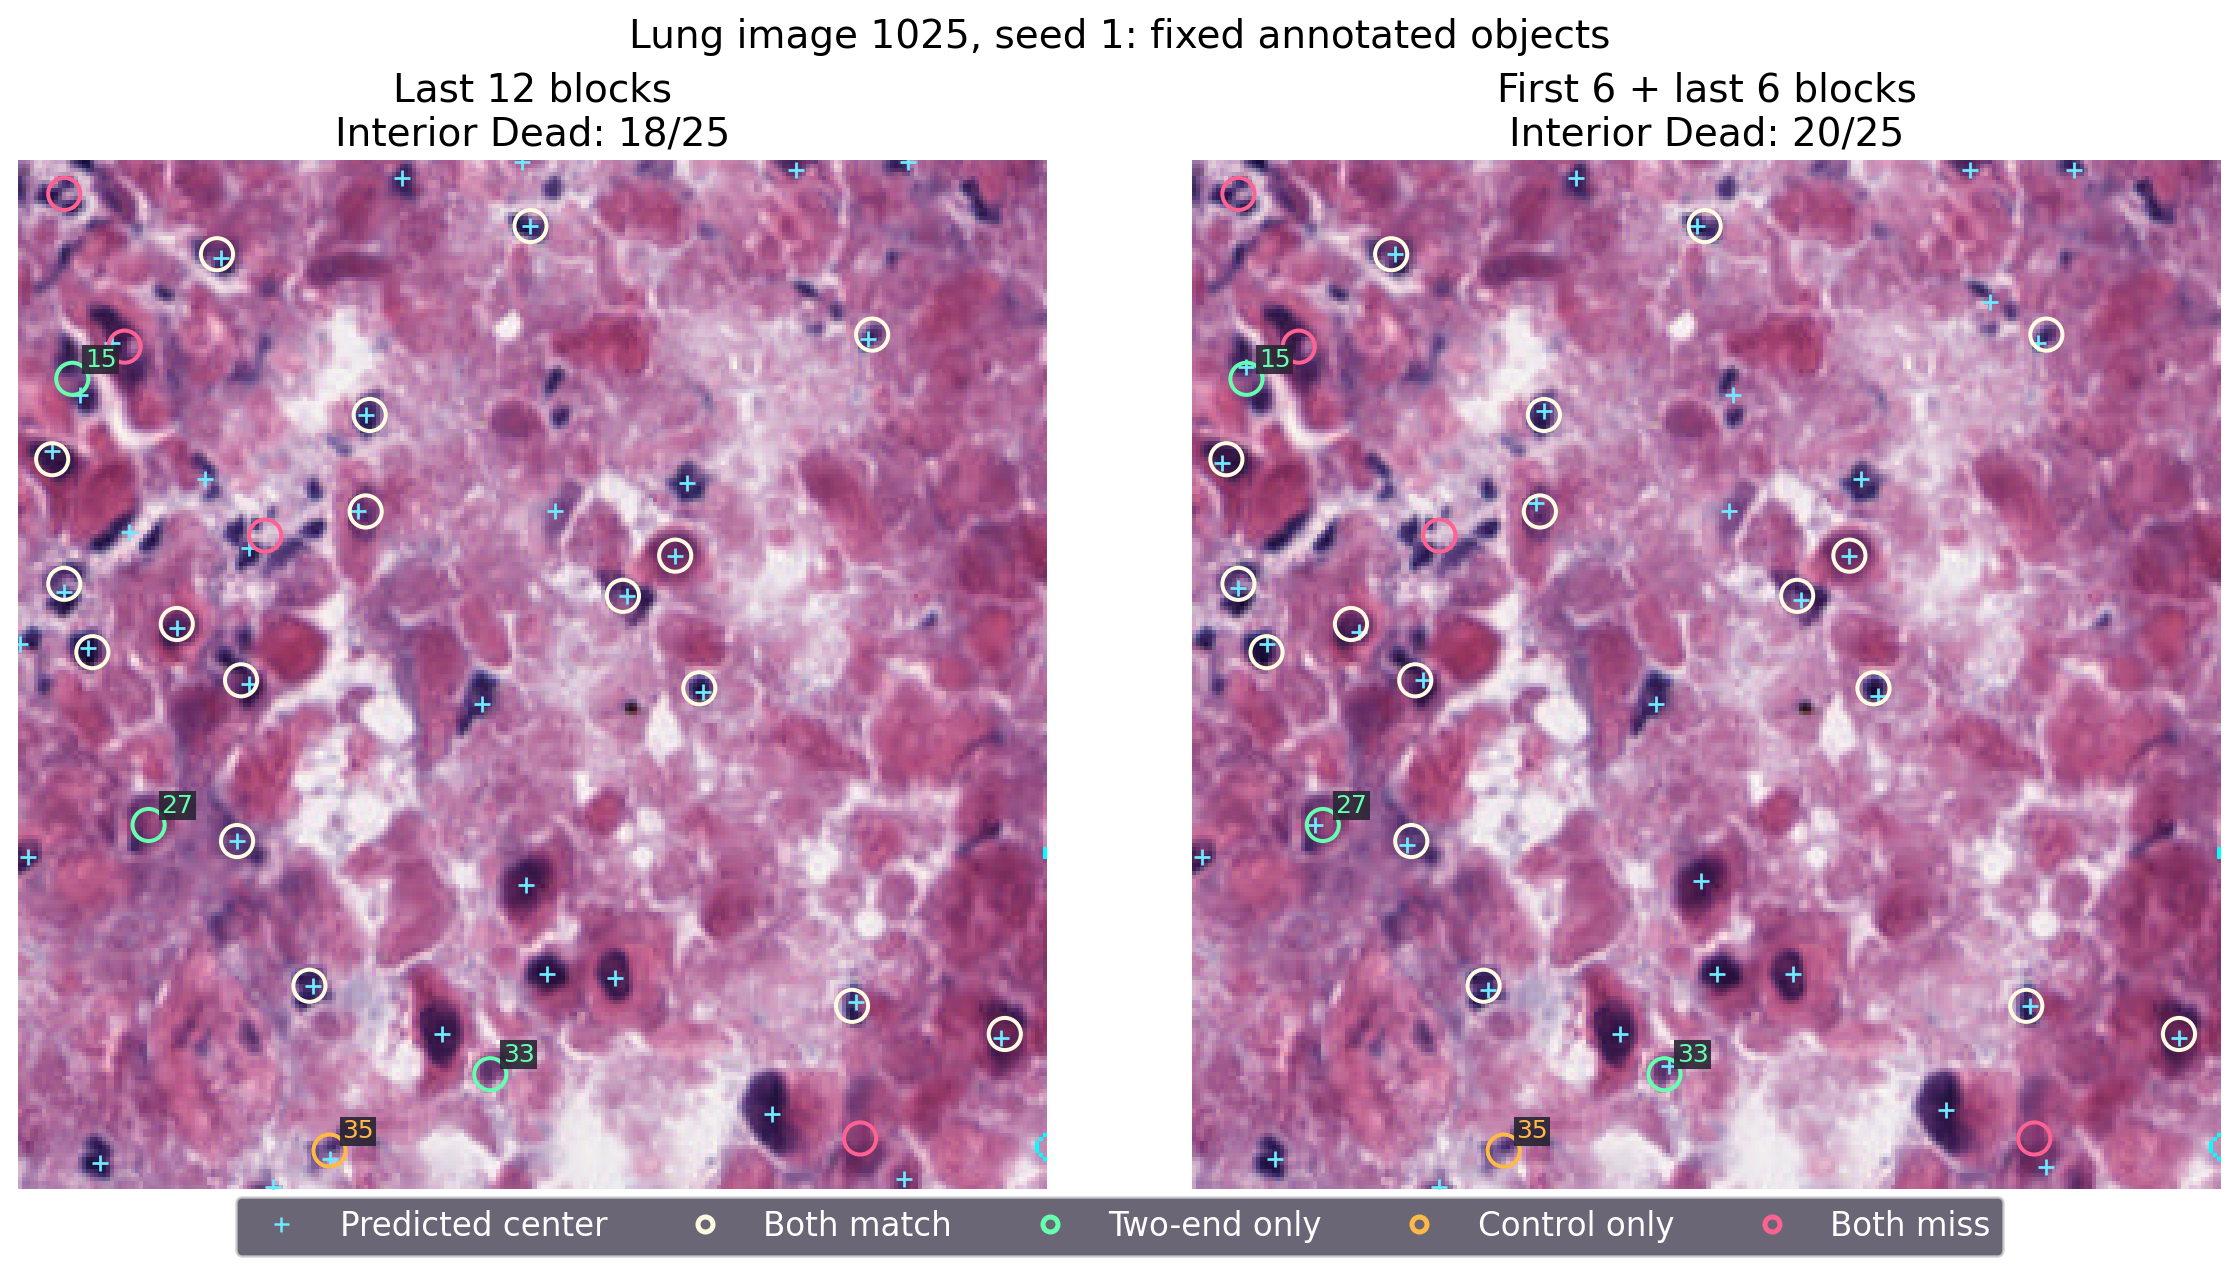 Lung image 1025, seed 1: fixed annotated objects
Last 12 blocks
Interior Dead: 18/25
First 6 + last 6 blocks
Interior Dead: 20/25
15
27
33
35
15
27
33
35
Predicted center
Both match
Two-end only
Control only
Both miss